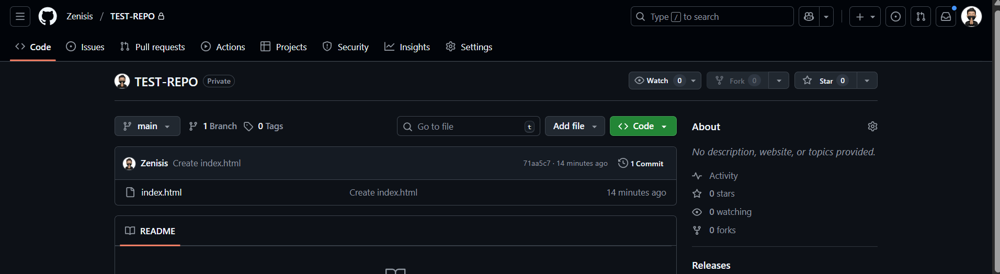 Zenisis / TEST-REPO
Type / to search
Code Issues Pull requests Actions Projects Security Insights Settings
TEST-REPO Private
Watch 0 Fork 0 Star 0
main 1 Branch 0 Tags
Go to file t
Add file
Code
Zenisis Create index.html 71aa5c7 · 14 minutes ago 1 Commit
index.html Create index.html 14 minutes ago
README
About
No description, website, or topics provided.
Activity
0 stars
0 watching
0 forks
Releases